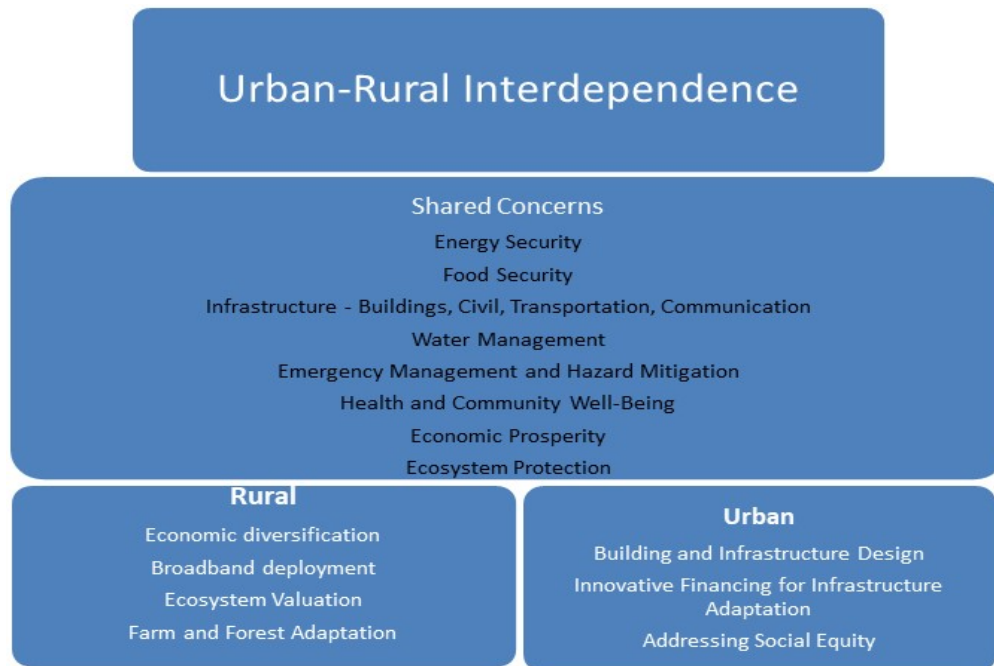 Urban-Rural Interdependence
Shared Concerns
Energy Security
Food Security
Infrastructure - Buildings, Civil, Transportation, Communication
Water Management
Emergency Management and Hazard Mitigation
Health and Community Well-Being
Economic Prosperity
Ecosystem Protection
Rural
Economic diversification
Broadband deployment
Ecosystem Valuation
Farm and Forest Adaptation
Urban
Building and Infrastructure Design
Innovative Financing for Infrastructure
Adaptation
Addressing Social Equity